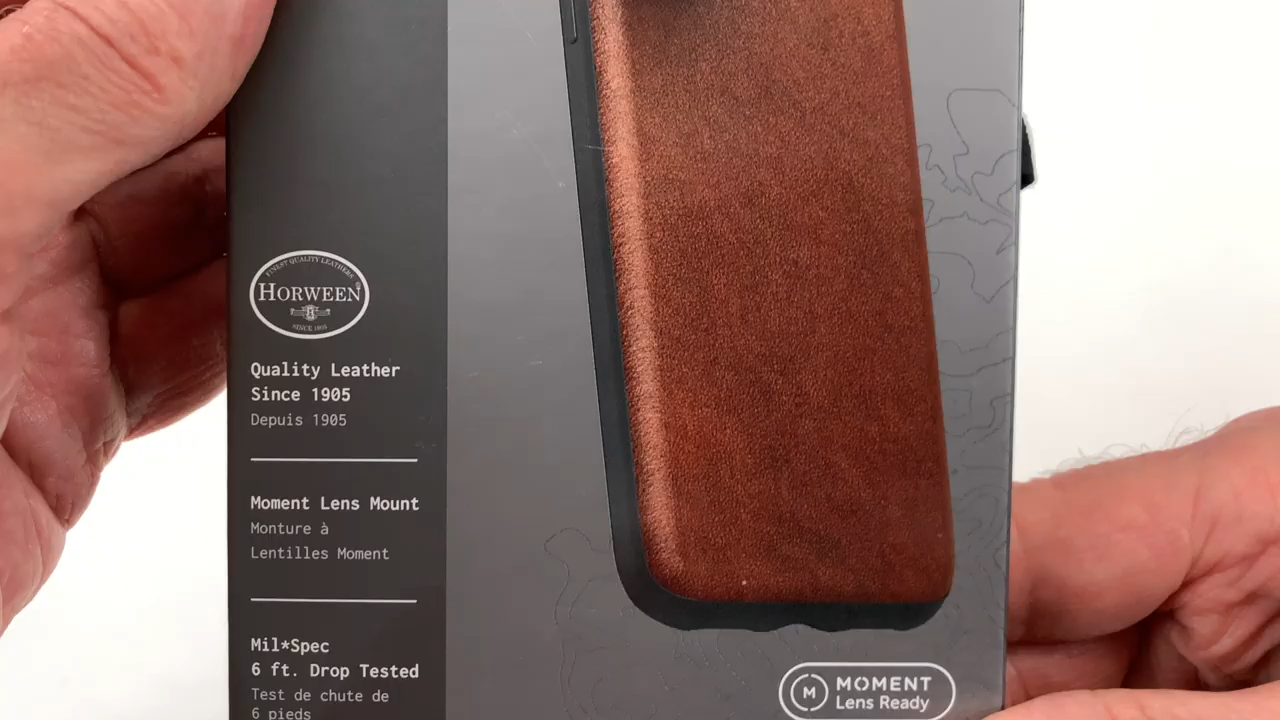 FINEST QUALITY LEATHERS
HORWEEN
SINCE 1905
Quality Leather
Since 1905
Depuis 1905
Moment Lens Mount
Monture à
Lentilles Moment
Mil*Spec
6 ft. Drop Tested
Test de chute de
6 pieds
M MOMENT
Lens Ready